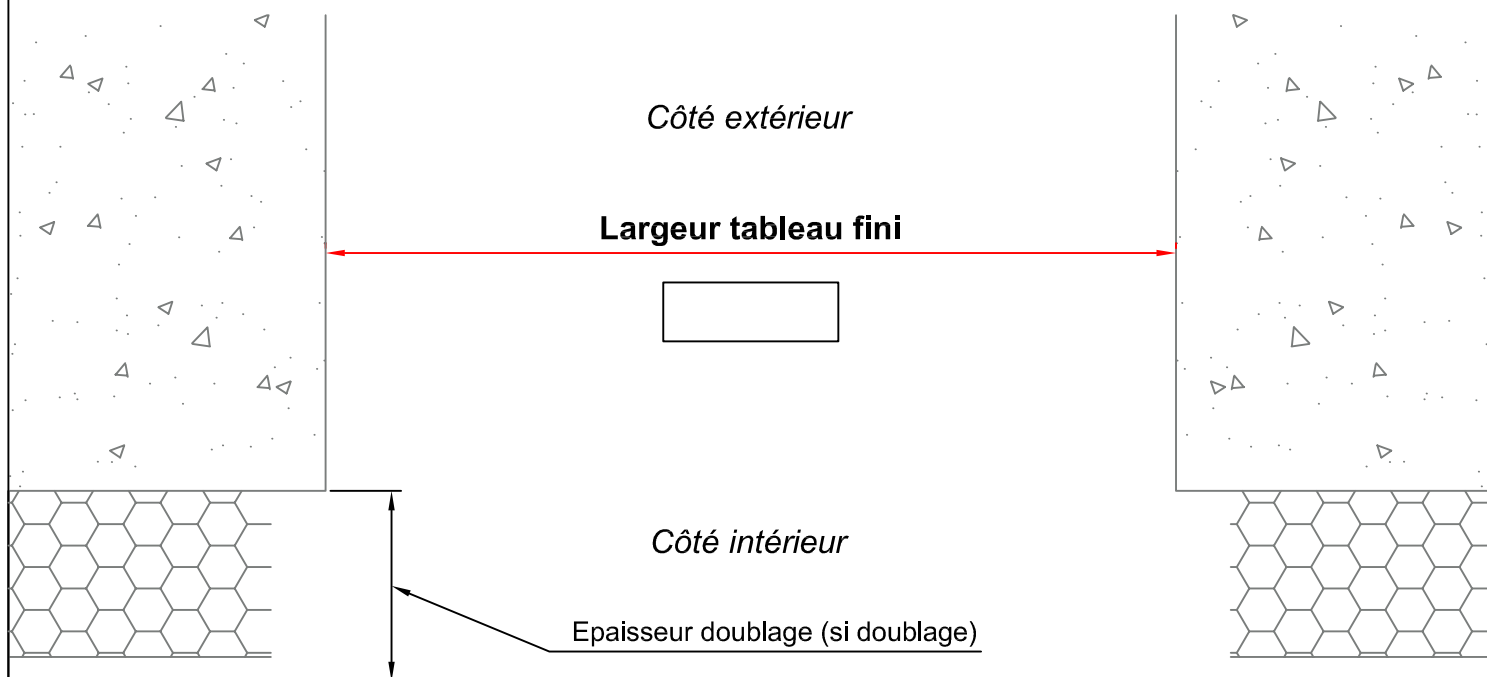 Côté extérieur
Largeur tableau fini
Côté intérieur
Epaisseur doublage (si doublage)